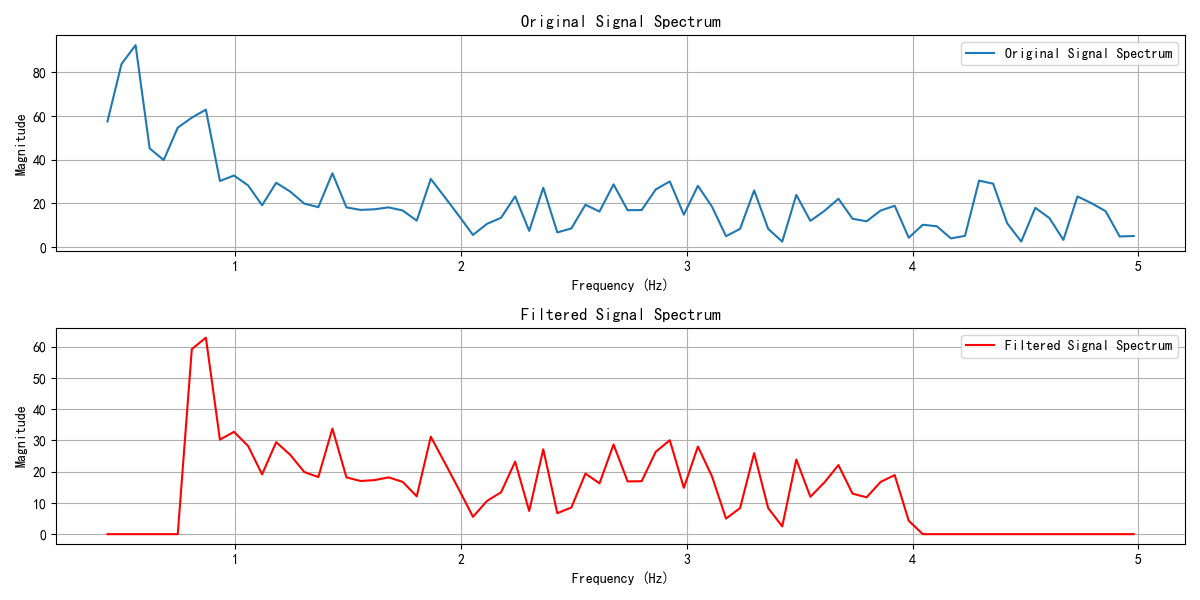 Original Signal Spectrum
Original Signal Spectrum
80
60
40
20
0
Magnitude
1 2 3 4 5
Frequency (Hz)
Filtered Signal Spectrum
Filtered Signal Spectrum
60
50
40
30
20
10
0
Magnitude
1 2 3 4 5
Frequency (Hz)